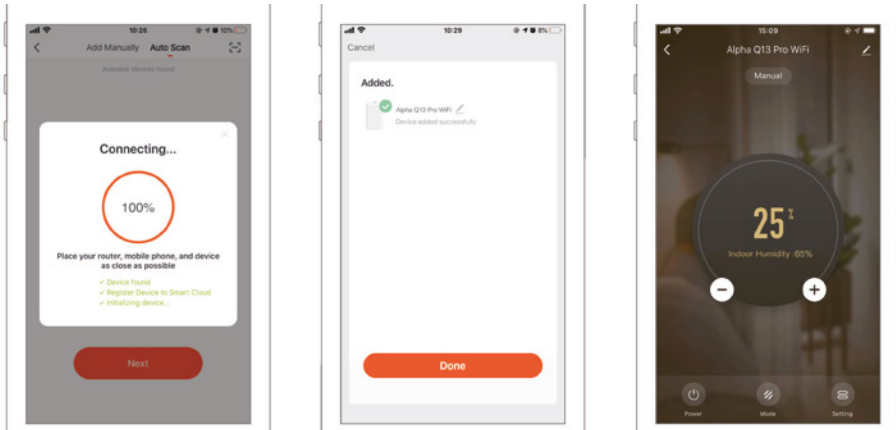 10:26
10%
Add Manually Auto Scan
Available devices found
Connecting...
100%
Place your router, mobile phone, and device
as close as possible
✓ Device found
✓ Register Device to Smart Cloud
✓ Initializing device...
Next
10:29
8%
Cancel
Added.
Alpha Q13 Pro WiFi
Device added successfully
Done
15:09
Alpha Q13 Pro WiFi
Manual
25%
Indoor Humidity :65%
Power Mode Setting